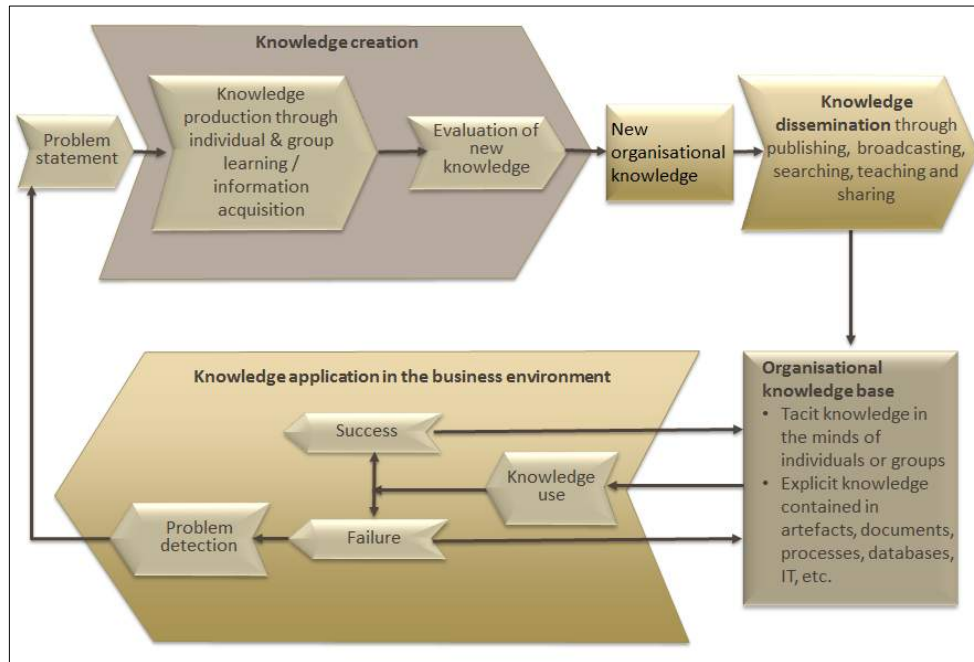 Knowledge creation
Problem
statement
Knowledge
production through
individual & group
learning /
information
acquisition
Evaluation of
new
knowledge
New
organisational
knowledge
Knowledge
dissemination through
publishing, broadcasting,
searching, teaching and
sharing
Knowledge application in the business environment
Success
Knowledge
use
Failure
Problem
detection
Organisational
knowledge base
• Tacit knowledge in
the minds of
individuals or groups
• Explicit knowledge
contained in
artefacts, documents,
processes, databases,
IT, etc.